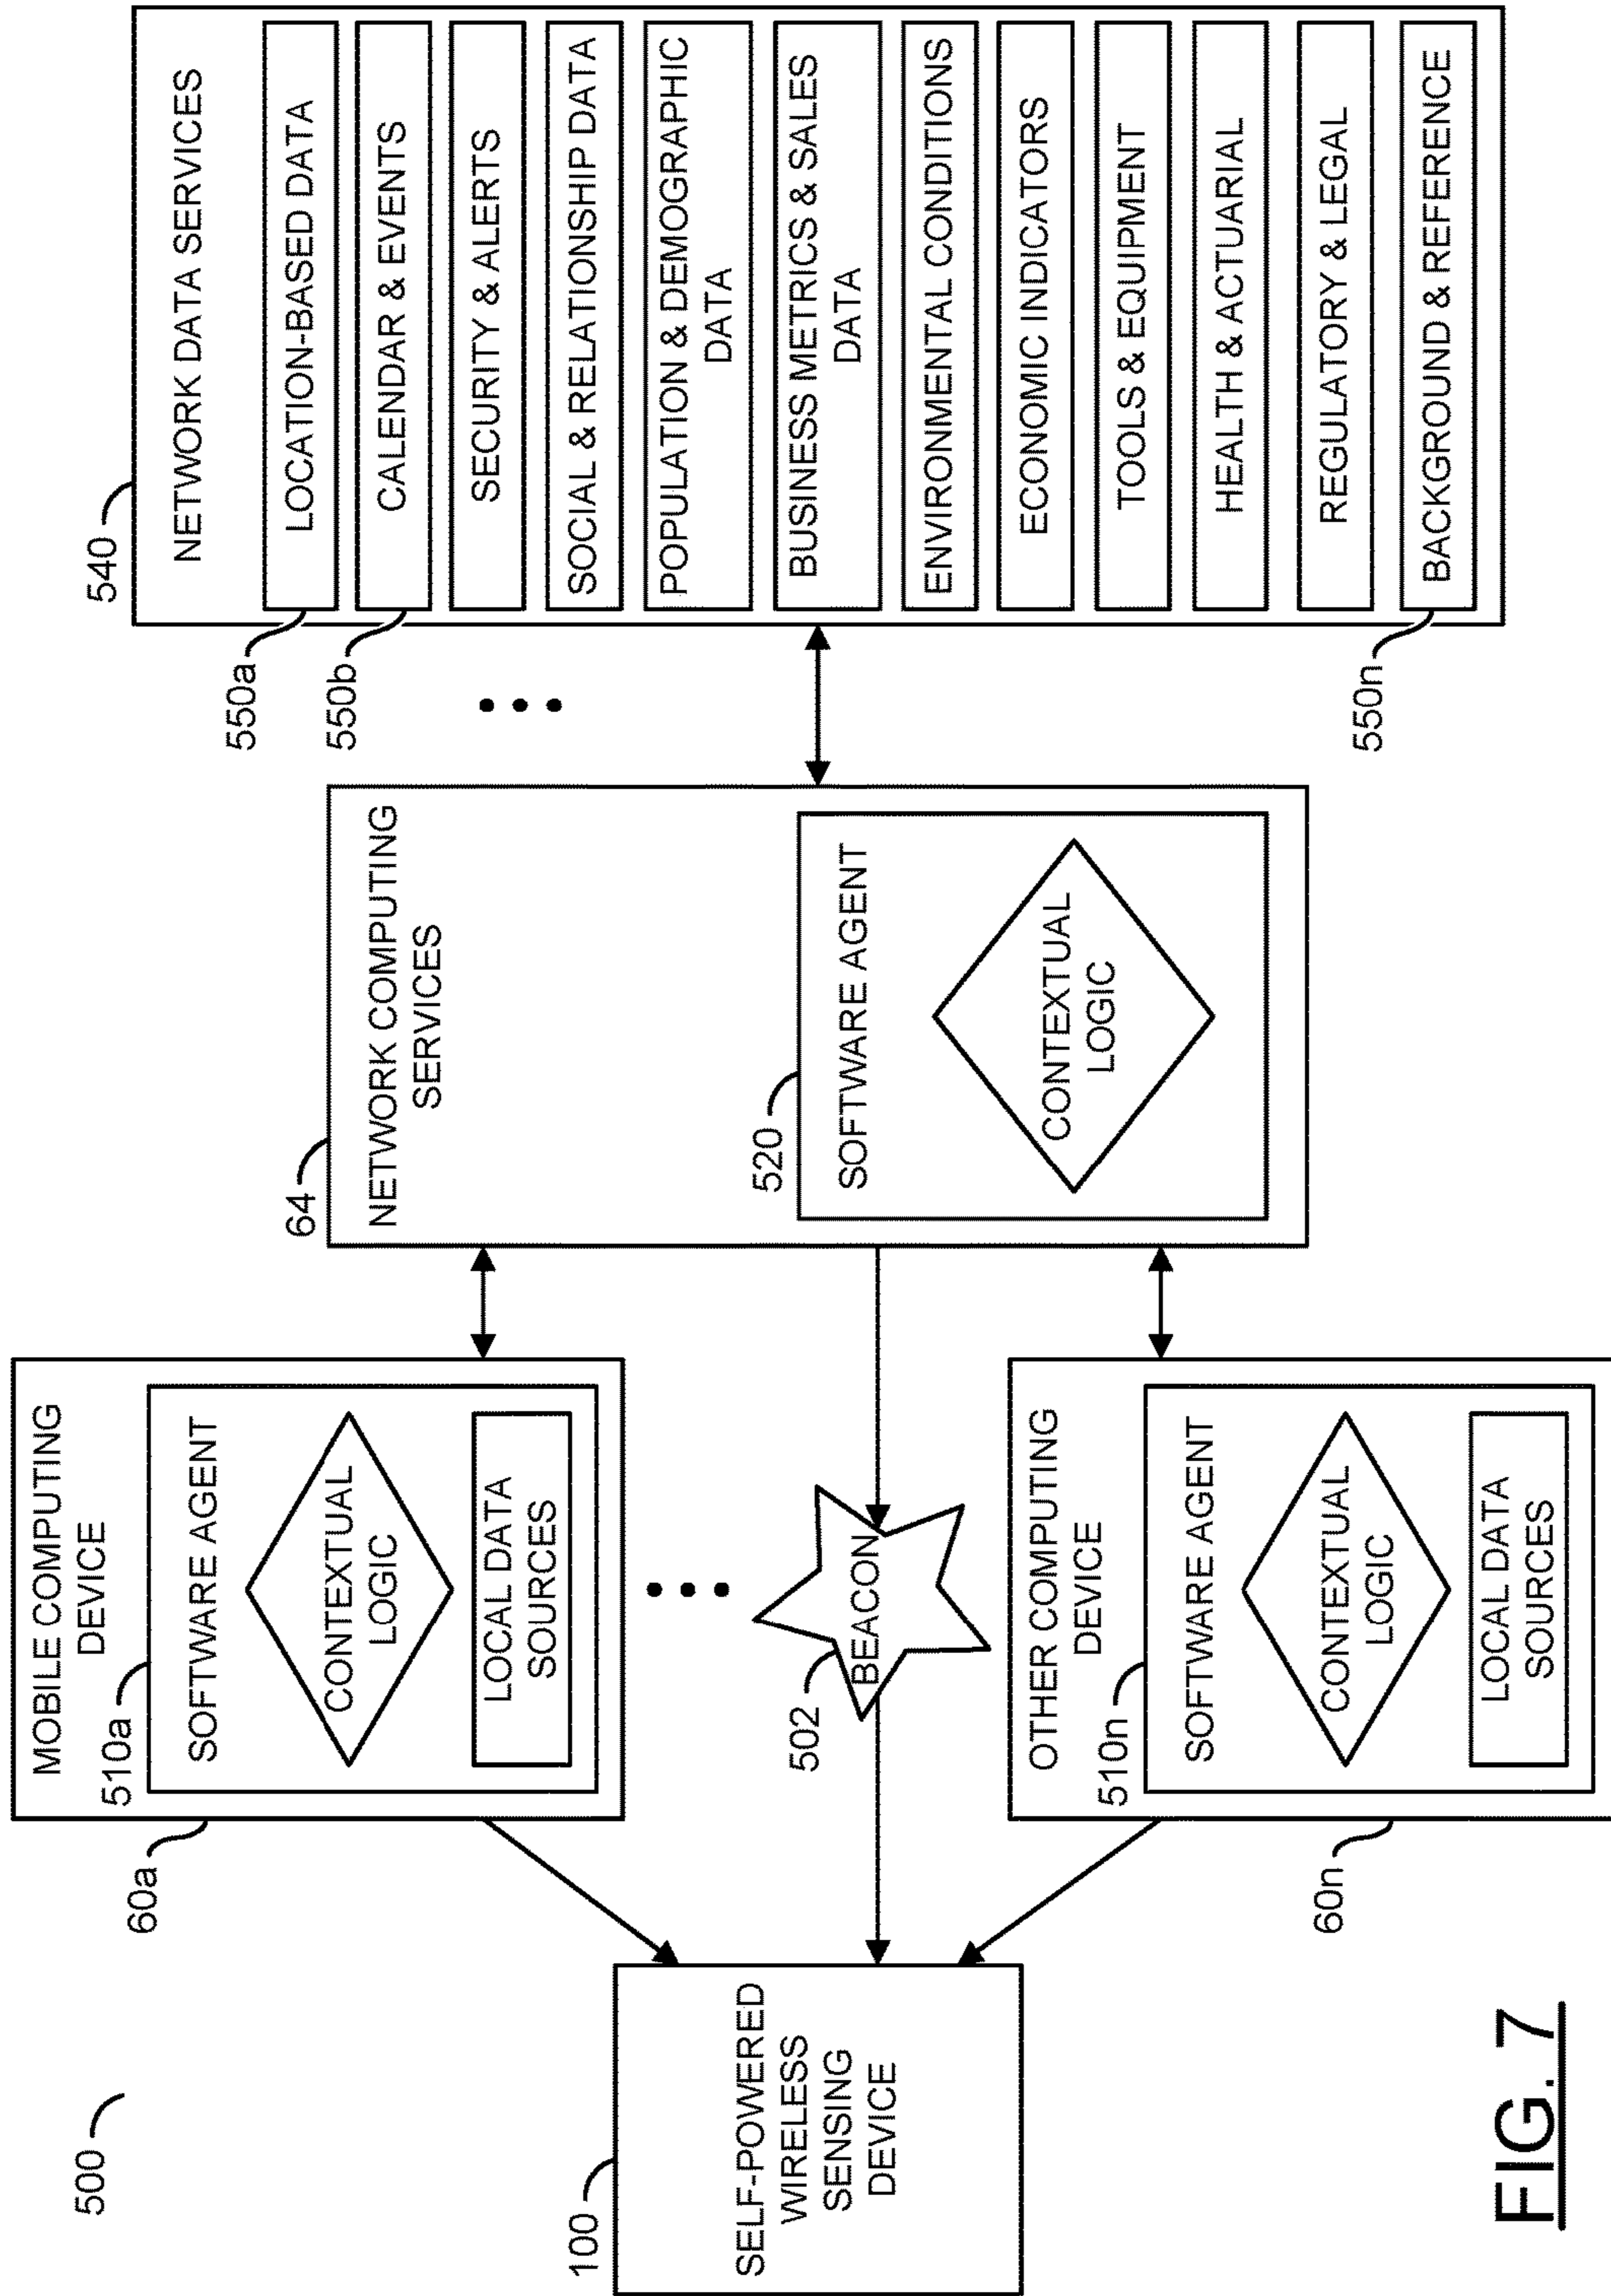 500
100
SELF-POWERED
WIRELESS
SENSING
DEVICE
60a
MOBILE COMPUTING
DEVICE
510a
SOFTWARE AGENT
CONTEXTUAL
LOGIC
LOCAL DATA
SOURCES
502
BEACON
60n
OTHER COMPUTING
DEVICE
510n
SOFTWARE AGENT
CONTEXTUAL
LOGIC
LOCAL DATA
SOURCES
64
NETWORK COMPUTING
SERVICES
520
SOFTWARE AGENT
CONTEXTUAL
LOGIC
540
NETWORK DATA SERVICES
550a
LOCATION-BASED DATA
550b
CALENDAR & EVENTS
SECURITY & ALERTS
SOCIAL & RELATIONSHIP DATA
POPULATION & DEMOGRAPHIC
DATA
BUSINESS METRICS & SALES
DATA
ENVIRONMENTAL CONDITIONS
ECONOMIC INDICATORS
TOOLS & EQUIPMENT
HEALTH & ACTUARIAL
REGULATORY & LEGAL
550n
BACKGROUND & REFERENCE
FIG. 7